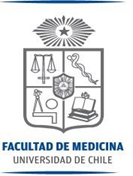 FACULTAD DE MEDICINA
UNIVERSIDAD DE CHILE